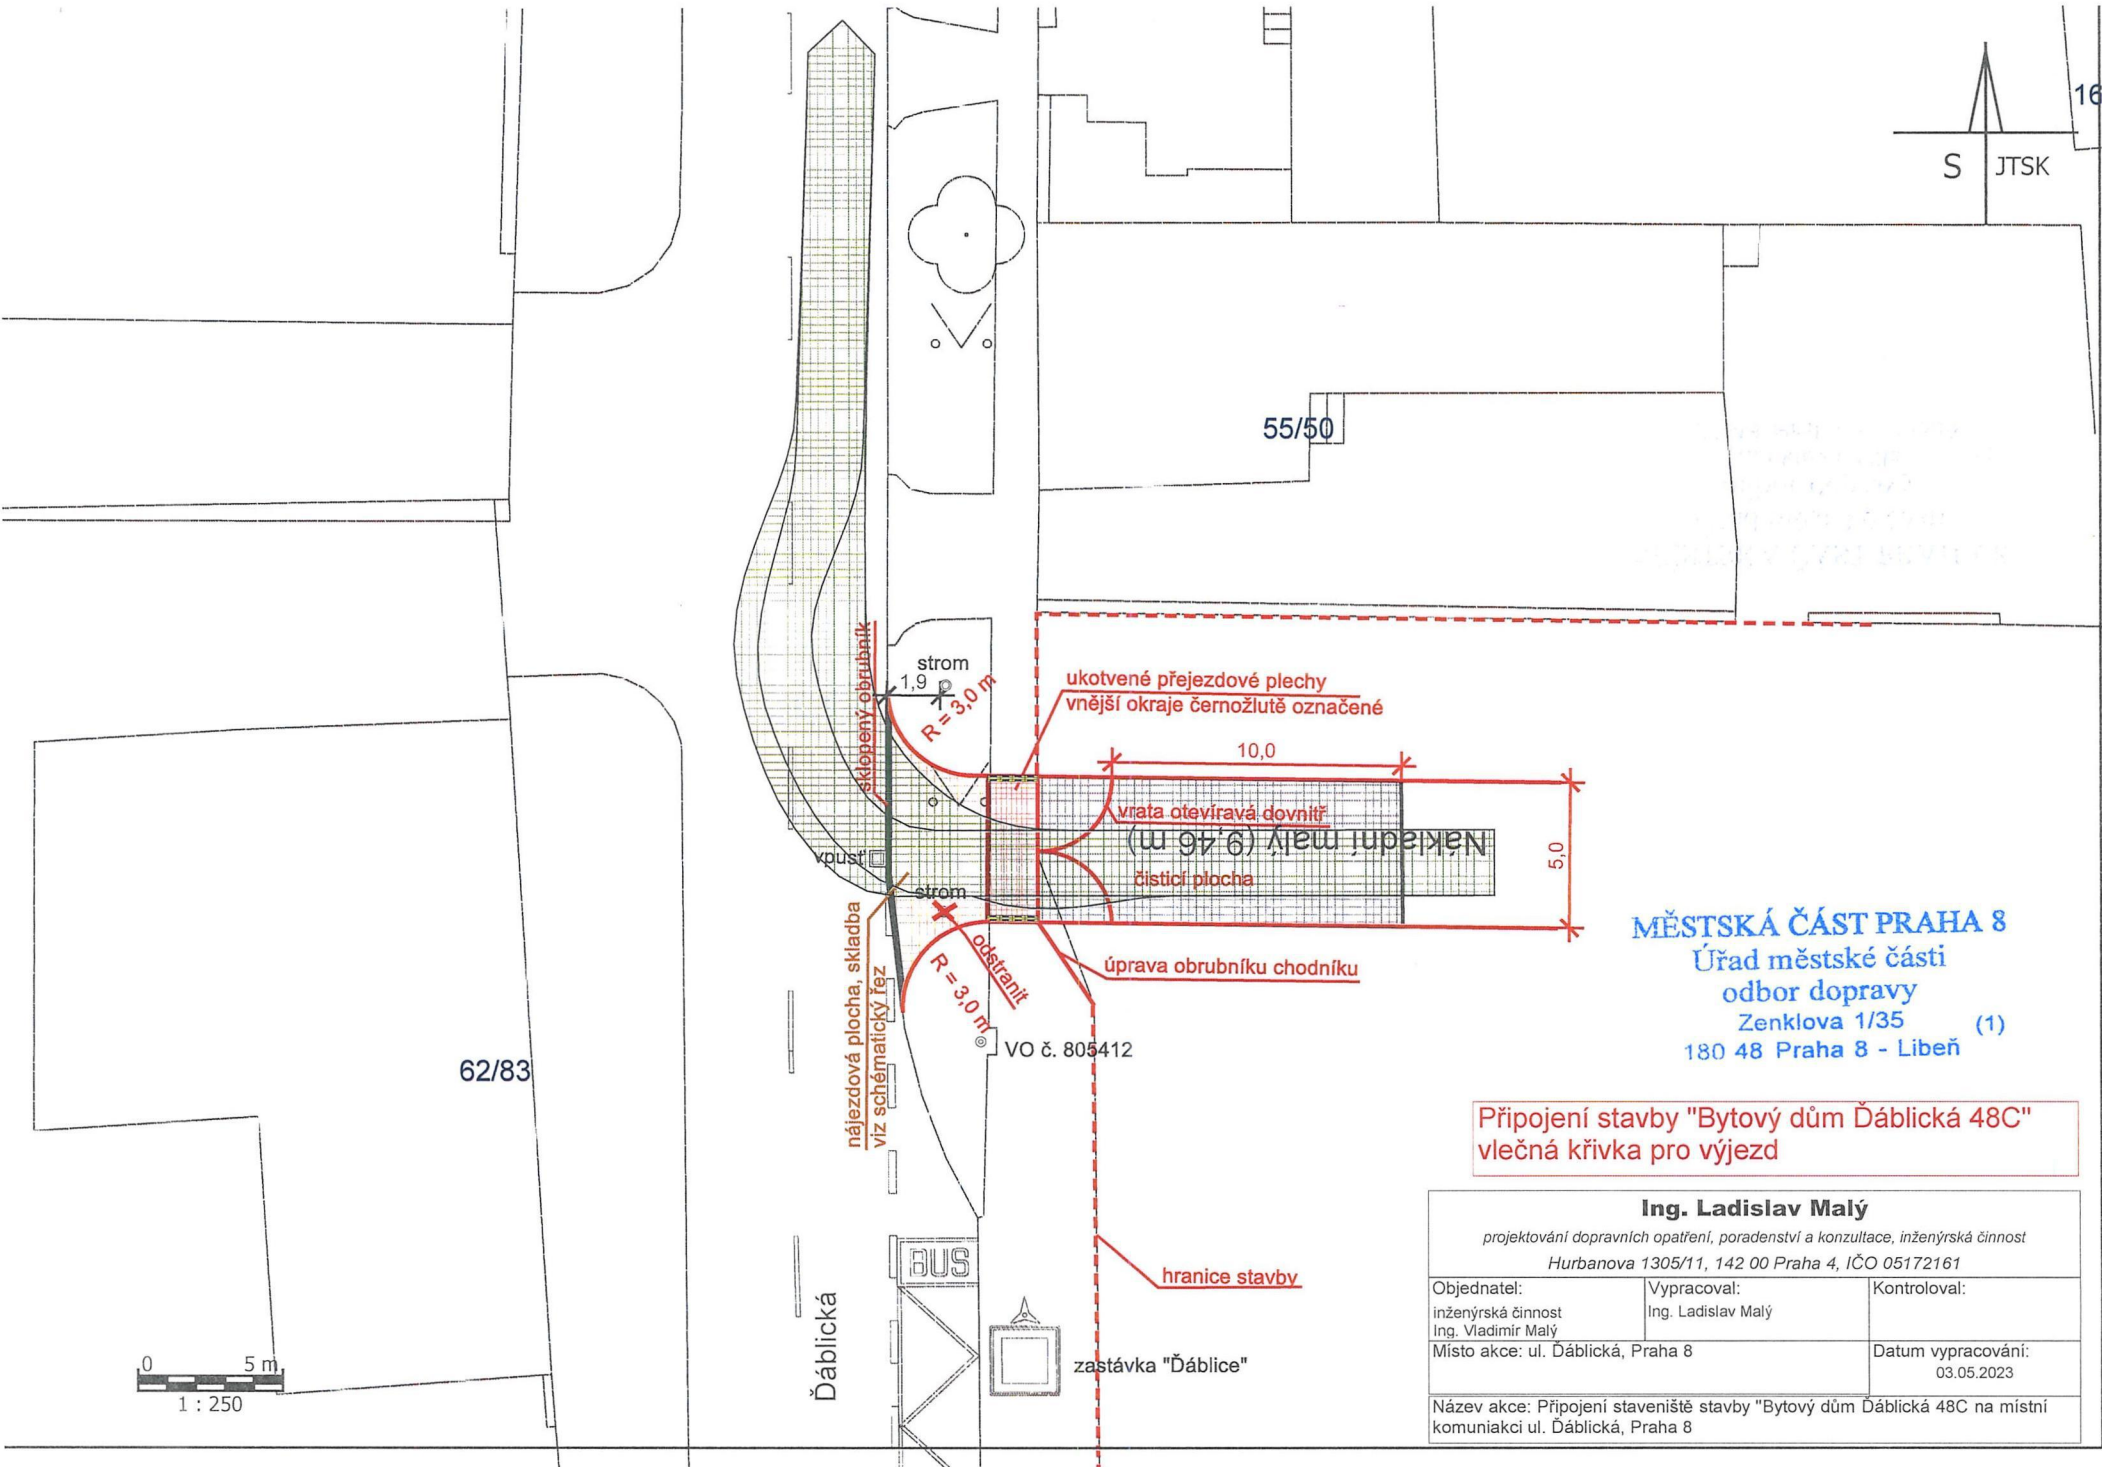 16
S JTSK
55/50
sklopený obrubník
strom
1,9
R = 3,0 m
ukotvené přejezdové plechy
vnější okraje černožlutě označené
10,0
vrata otevíravá dovnitř
Nákladní malý (9,46 m)
čisticí plocha
5,0
vpusť
strom
odstranit
R = 3,0 m
úprava obrubníku chodníku
nájezdová plocha, skladba
viz schématický řez
VO č. 805412
62/83
MĚSTSKÁ ČÁST PRAHA 8
Úřad městské části
odbor dopravy
Zenklova 1/35 (1)
180 48 Praha 8 - Libeň
Připojení stavby "Bytový dům Ďáblická 48C"
vlečná křivka pro výjezd
BUS
hranice stavby
Ďáblická
zastávka "Ďáblice"
0 5 m
1 : 250
Ing. Ladislav Malý
projektování dopravních opatření, poradenství a konzultace, inženýrská činnost
Hurbanova 1305/11, 142 00 Praha 4, IČO 05172161
Objednatel:
inženýrská činnost
Ing. Vladimír Malý
Vypracoval:
Ing. Ladislav Malý
Kontroloval:
Místo akce: ul. Ďáblická, Praha 8
Datum vypracování:
03.05.2023
Název akce: Připojení staveniště stavby "Bytový dům Ďáblická 48C na místní
komuniakci ul. Ďáblická, Praha 8